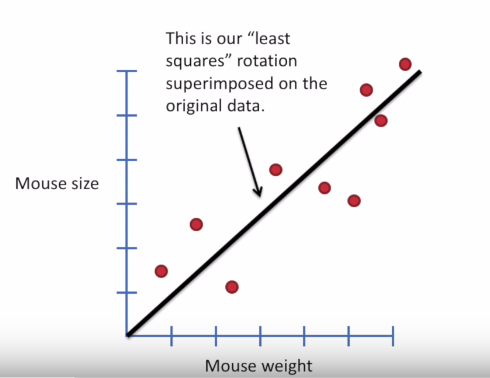 This is our “least
squares” rotation
superimposed on the
original data.
Mouse size
Mouse weight